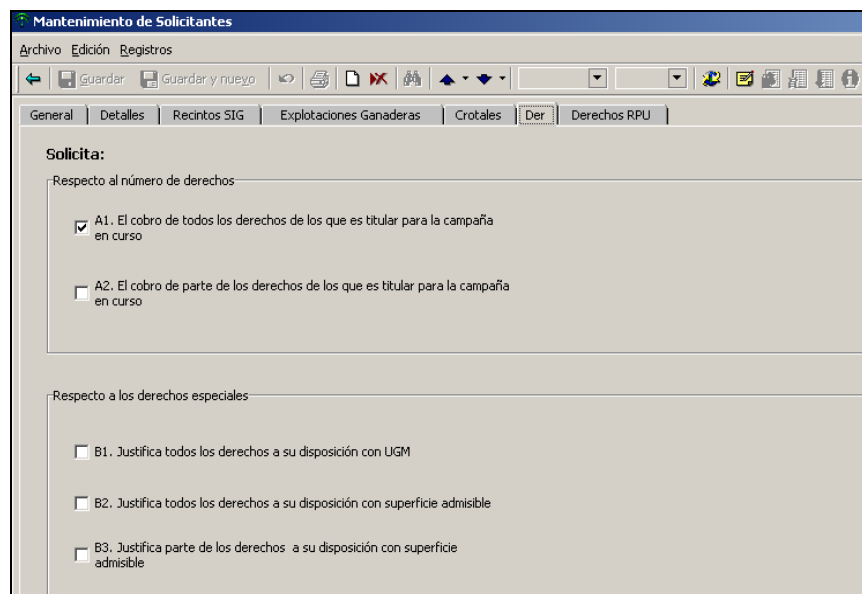 Mantenimiento de Solicitantes
Archivo Edición Registros
Guardar Guardar y nuevo
General Detalles Recintos SIG Explotaciones Ganaderas Crotales Der Derechos RPU
Solicita:
Respecto al número de derechos
A1. El cobro de todos los derechos de los que es titular para la campaña
en curso
A2. El cobro de parte de los derechos de los que es titular para la campaña
en curso
Respecto a los derechos especiales
B1. Justifica todos los derechos a su disposición con UGM
B2. Justifica todos los derechos a su disposición con superficie admisible
B3. Justifica parte de los derechos a su disposición con superficie
admisible